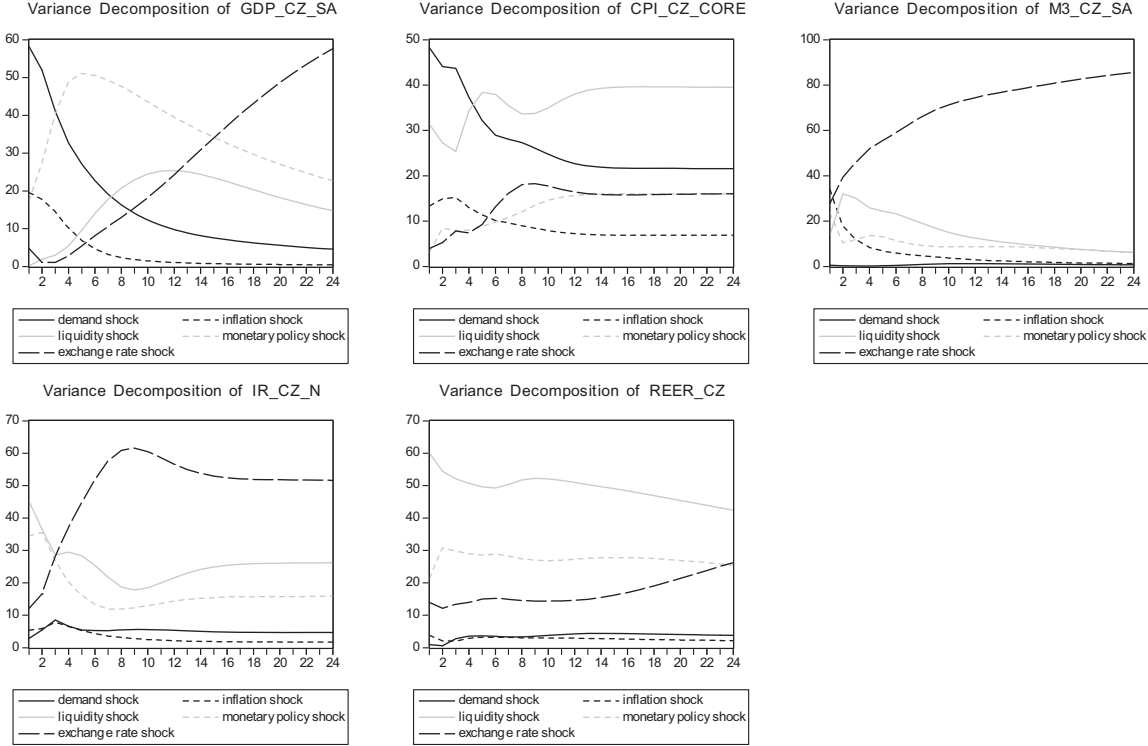 Variance Decomposition of GDP_CZ_SA
60
50
40
30
20
10
0
2 4 6 8 10 12 14 16 18 20 22 24
demand shock inflation shock
liquidity shock monetary policy shock
exchange rate shock
Variance Decomposition of CPI_CZ_CORE
50
40
30
20
10
0
2 4 6 8 10 12 14 16 18 20 22 24
demand shock inflation shock
liquidity shock monetary policy shock
exchange rate shock
Variance Decomposition of M3_CZ_SA
100
80
60
40
20
0
2 4 6 8 10 12 14 16 18 20 22 24
demand shock inflation shock
liquidity shock monetary policy shock
exchange rate shock
Variance Decomposition of IR_CZ_N
70
60
50
40
30
20
10
0
2 4 6 8 10 12 14 16 18 20 22 24
demand shock inflation shock
liquidity shock monetary policy shock
exchange rate shock
Variance Decomposition of REER_CZ
70
60
50
40
30
20
10
0
2 4 6 8 10 12 14 16 18 20 22 24
demand shock inflation shock
liquidity shock monetary policy shock
exchange rate shock